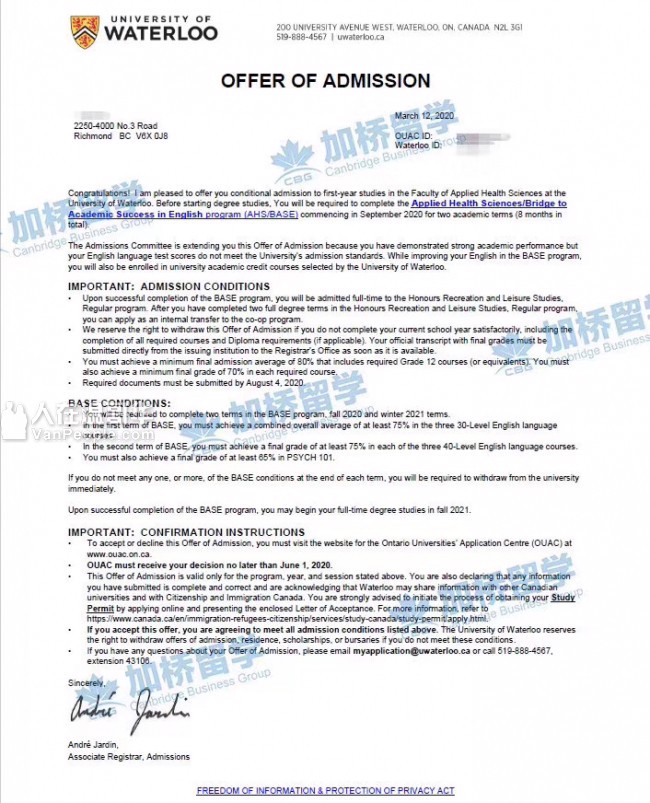 UNIVERSITY OF
WATERLOO
200 UNIVERSITY AVENUE WEST, WATERLOO, ON, CANADA N2L 3G1
519-888-4567 | uwaterloo.ca
OFFER OF ADMISSION
March 12, 2020
2250-4000 No.3 Road
Richmond BC V6X 0J8
OUAC ID:
Waterloo ID:
加桥留学
Cambridge Business Group
CBG
Congratulations! I am pleased to offer you conditional admission to first-year studies in the Faculty of Applied Health Sciences at the
University of Waterloo. Before starting degree studies, You will be required to complete the Applied Health Sciences/Bridge to
Academic Success in English program (AHS/BASE) commencing in September 2020 for two academic terms (8 months in
total).
The Admissions Committee is extending you this Offer of Admission because you have demonstrated strong academic performance but
your English language test scores do not meet the University's admission standards. While improving your English in the BASE program,
you will also be enrolled in university academic credit courses selected by the University of Waterloo.
IMPORTANT: ADMISSION CONDITIONS
• Upon successful completion of the BASE program, you will be admitted full-time to the Honours Recreation and Leisure Studies,
Regular program. After you have completed two full degree terms in the Honours Recreation and Leisure Studies, Regular program,
you can apply as an internal transfer to the co-op program.
• We reserve the right to withdraw this Offer of Admission if you do not complete your current school year satisfactorily, including the
completion of all required courses and Diploma requirements (if applicable). Your official transcript with final grades must be
submitted directly from the issuing institution to the Registrar's Office as soon as it is available.
• You must achieve a minimum final admission average of 80% that includes required Grade 12 courses (or equivalents). You must
also achieve a minimum final grade of 70% in each required course.
• Required documents must be submitted by August 4, 2020.
BASE CONDITIONS:
will be required to complete two terms in the BASE program, fall 2020 and winter 2021 terms.
• In the first term of BASE, you must achieve a combined overall average of at least 75% in the three 30-Level English language
courses.
• In the second term of BASE, you must achieve a final grade of at least 75% in each of the three 40-Level English language courses.
• You must also achieve a final grade of at least 65% in PSYCH 101.
人在温哥华
VanPeople.com
If you do not meet any one, or more, of the BASE conditions at the end of each term, you will be required to withdraw from the university
immediately.
Upon successful completion of the BASE program, you may begin your full-time degree studies in fall 2021.
IMPORTANT: CONFIRMATION INSTRUCTIONS
• To accept or decline this Offer of Admission, you must visit the website for the Ontario Universities' Application Centre (OUAC) at
www.ouac.on.ca.
• OUAC must receive your decision no later than June 1, 2020.
• This Offer of Admission is valid only for the program, year, and session stated above. You are also declaring that any information
you have submitted is complete and correct and are acknowledging that Waterloo may share information with other Canadian
universities and with Citizenship and Immigration Canada. You are strongly advised to initiate the process of obtaining your Study
Permit by applying online and presenting the enclosed Letter of Acceptance. For more information, refer to
https://www.canada.ca/en/immigration-refugees-citizenship/services/study-canada/study-permit/apply.html.
• If you accept this offer, you are agreeing to meet all admission conditions listed above. The University of Waterloo reserves
the right to withdraw offers of admission, residence, scholarships, or bursaries if you do not meet these conditions.
• If you have any questions about your Offer of Admission, please email myapplication@uwaterloo.ca or call 519-888-4567,
extension 43106.
Sincerely,
André Jardin
André Jardin,
Associate Registrar, Admissions
FREEDOM OF INFORMATION & PROTECTION OF PRIVACY ACT